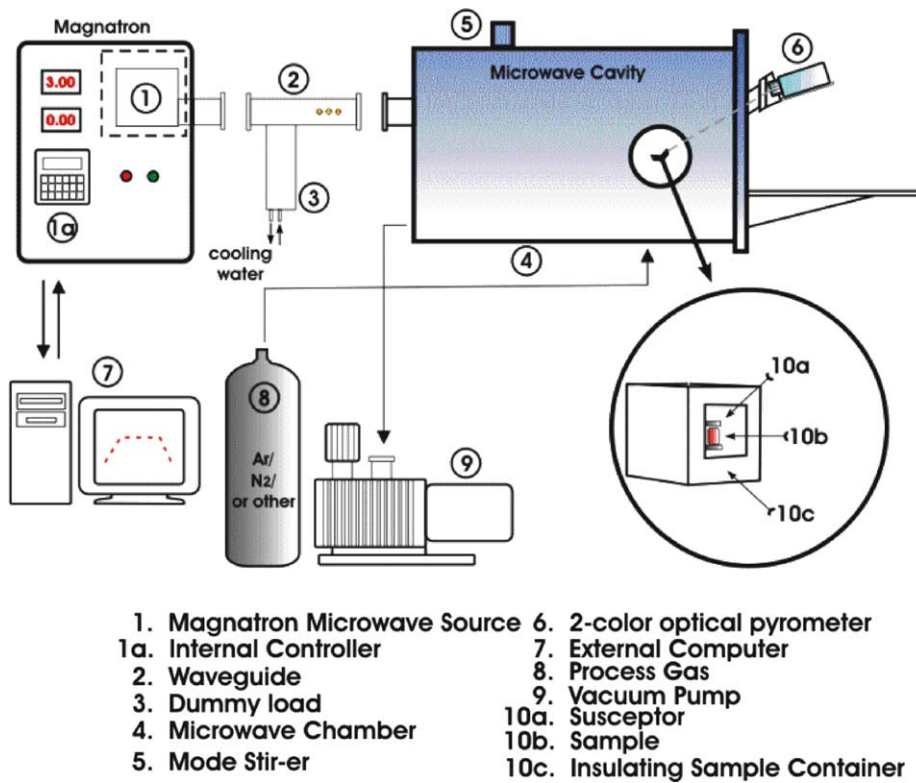 Magnatron
3.00
0.00
1
1a
2
3
cooling
water
5
Microwave Cavity
6
4
7
8
Ar/
N2/
or other
9
10a
10b
10c
1. Magnatron Microwave Source
1a. Internal Controller
2. Waveguide
3. Dummy load
4. Microwave Chamber
5. Mode Stir-er
6. 2-color optical pyrometer
7. External Computer
8. Process Gas
9. Vacuum Pump
10a. Susceptor
10b. Sample
10c. Insulating Sample Container